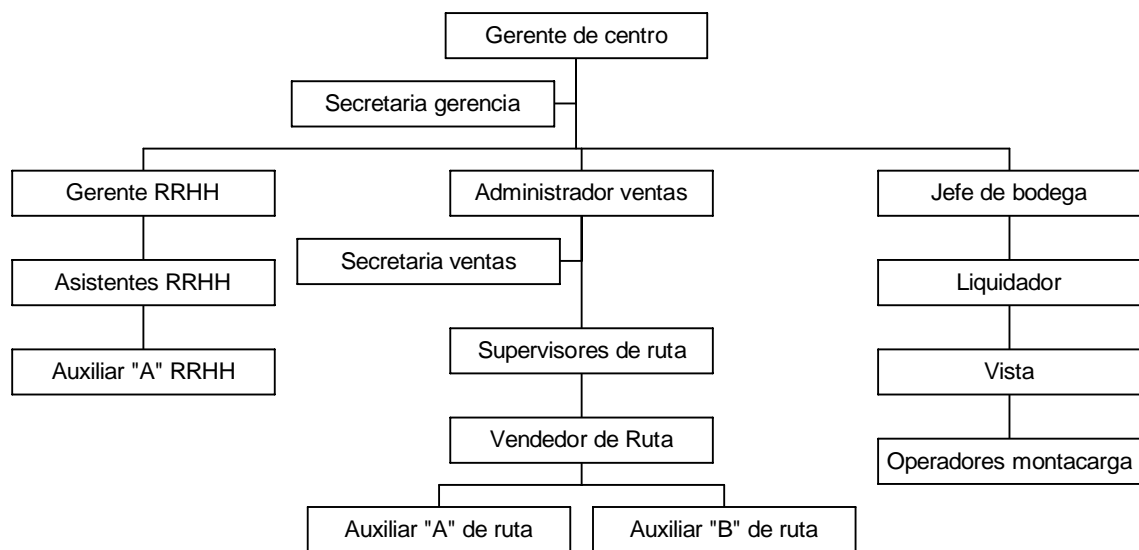 Gerente de centro
Secretaria gerencia
Gerente RRHH
Administrador ventas
Jefe de bodega
Secretaria ventas
Asistentes RRHH
Liquidador
Supervisores de ruta
Auxiliar "A" RRHH
Vista
Vendedor de Ruta
Operadores montacarga
Auxiliar "A" de ruta
Auxiliar "B" de ruta